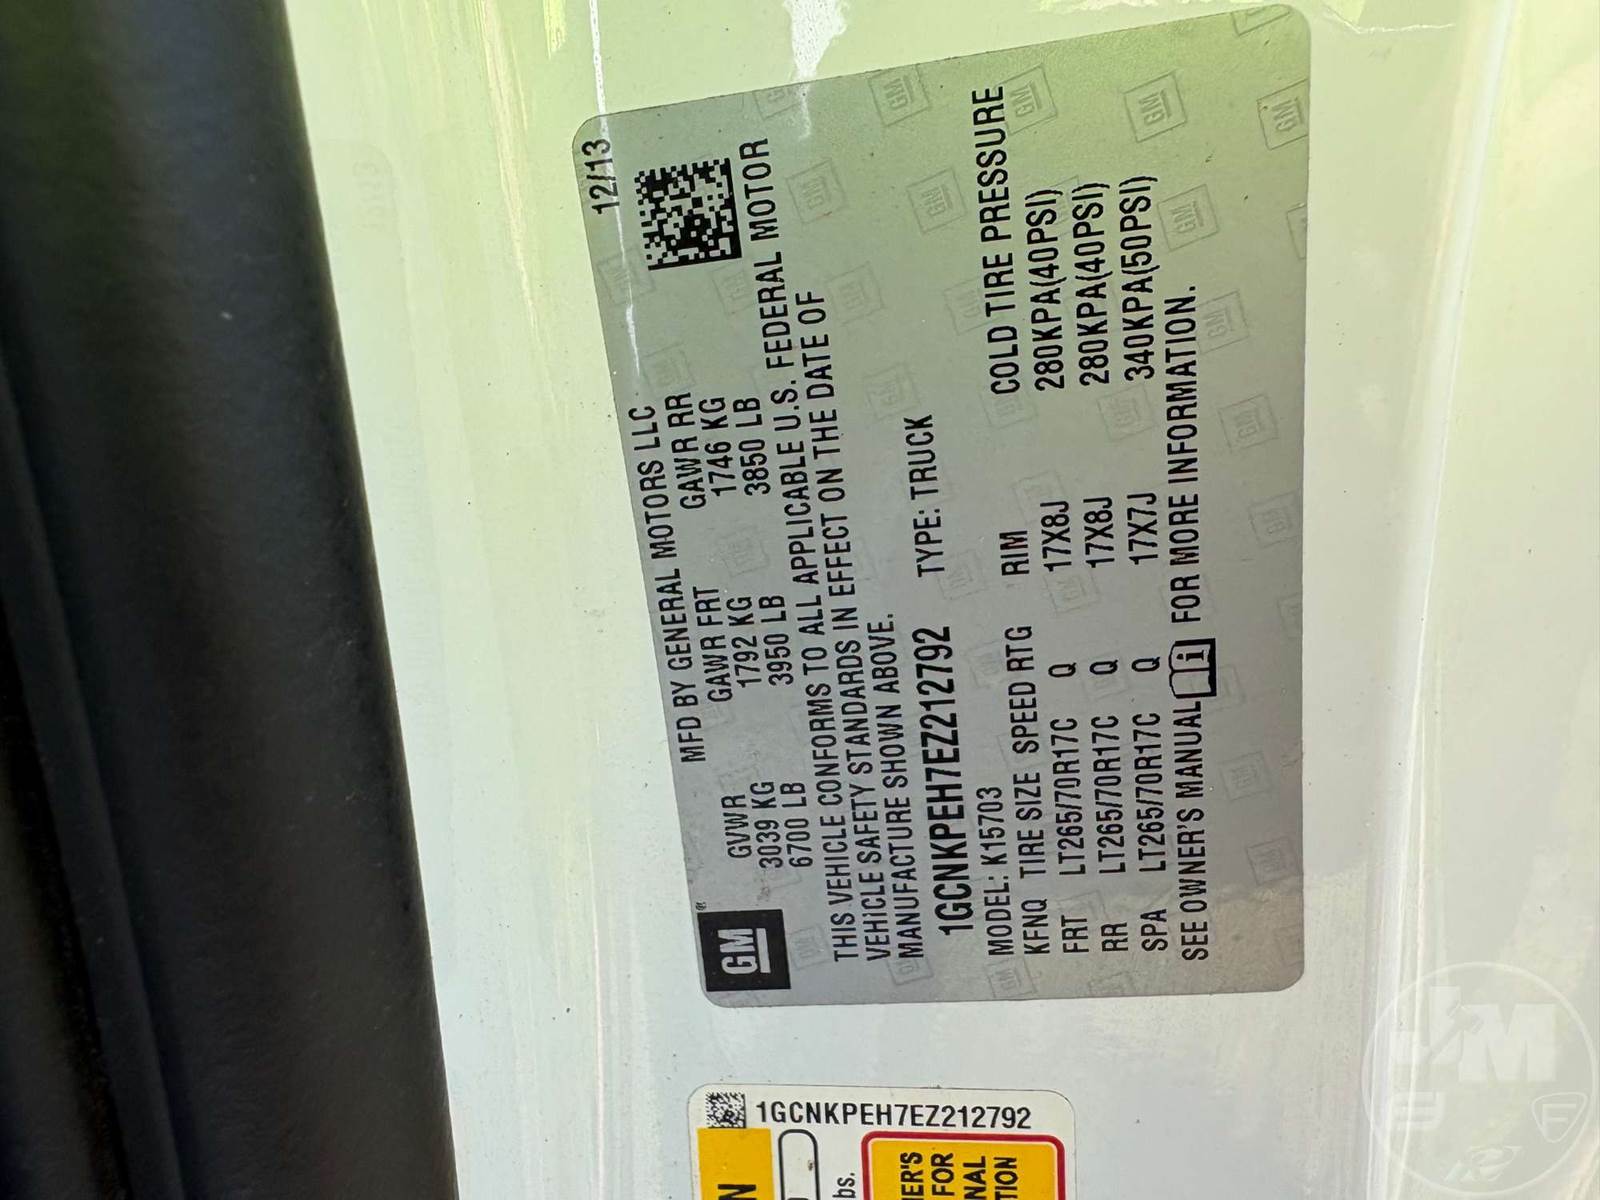 MFD BY GENERAL MOTORS LLC 12/13
GVWR GAWR FRT GAWR RR
3039 KG 1792 KG 1746 KG
6700 LB 3950 LB 3850 LB
GM®
THIS VEHICLE CONFORMS TO ALL APPLICABLE U.S. FEDERAL MOTOR
VEHICLE SAFETY STANDARDS IN EFFECT ON THE DATE OF
MANUFACTURE SHOWN ABOVE.
1GCNKPEH7EZ212792 TYPE: TRUCK
MODEL: K15703
KFNQ TIRE SIZE SPEED RTG RIM COLD TIRE PRESSURE
FRT LT265/70R17C Q 17X8J 280KPA(40PSI)
RR LT265/70R17C Q 17X8J 280KPA(40PSI)
SPA LT265/70R17C Q 17X7J 340KPA(50PSI)
SEE OWNER'S MANUAL FOR MORE INFORMATION.
1GCNKPEH7EZ212792